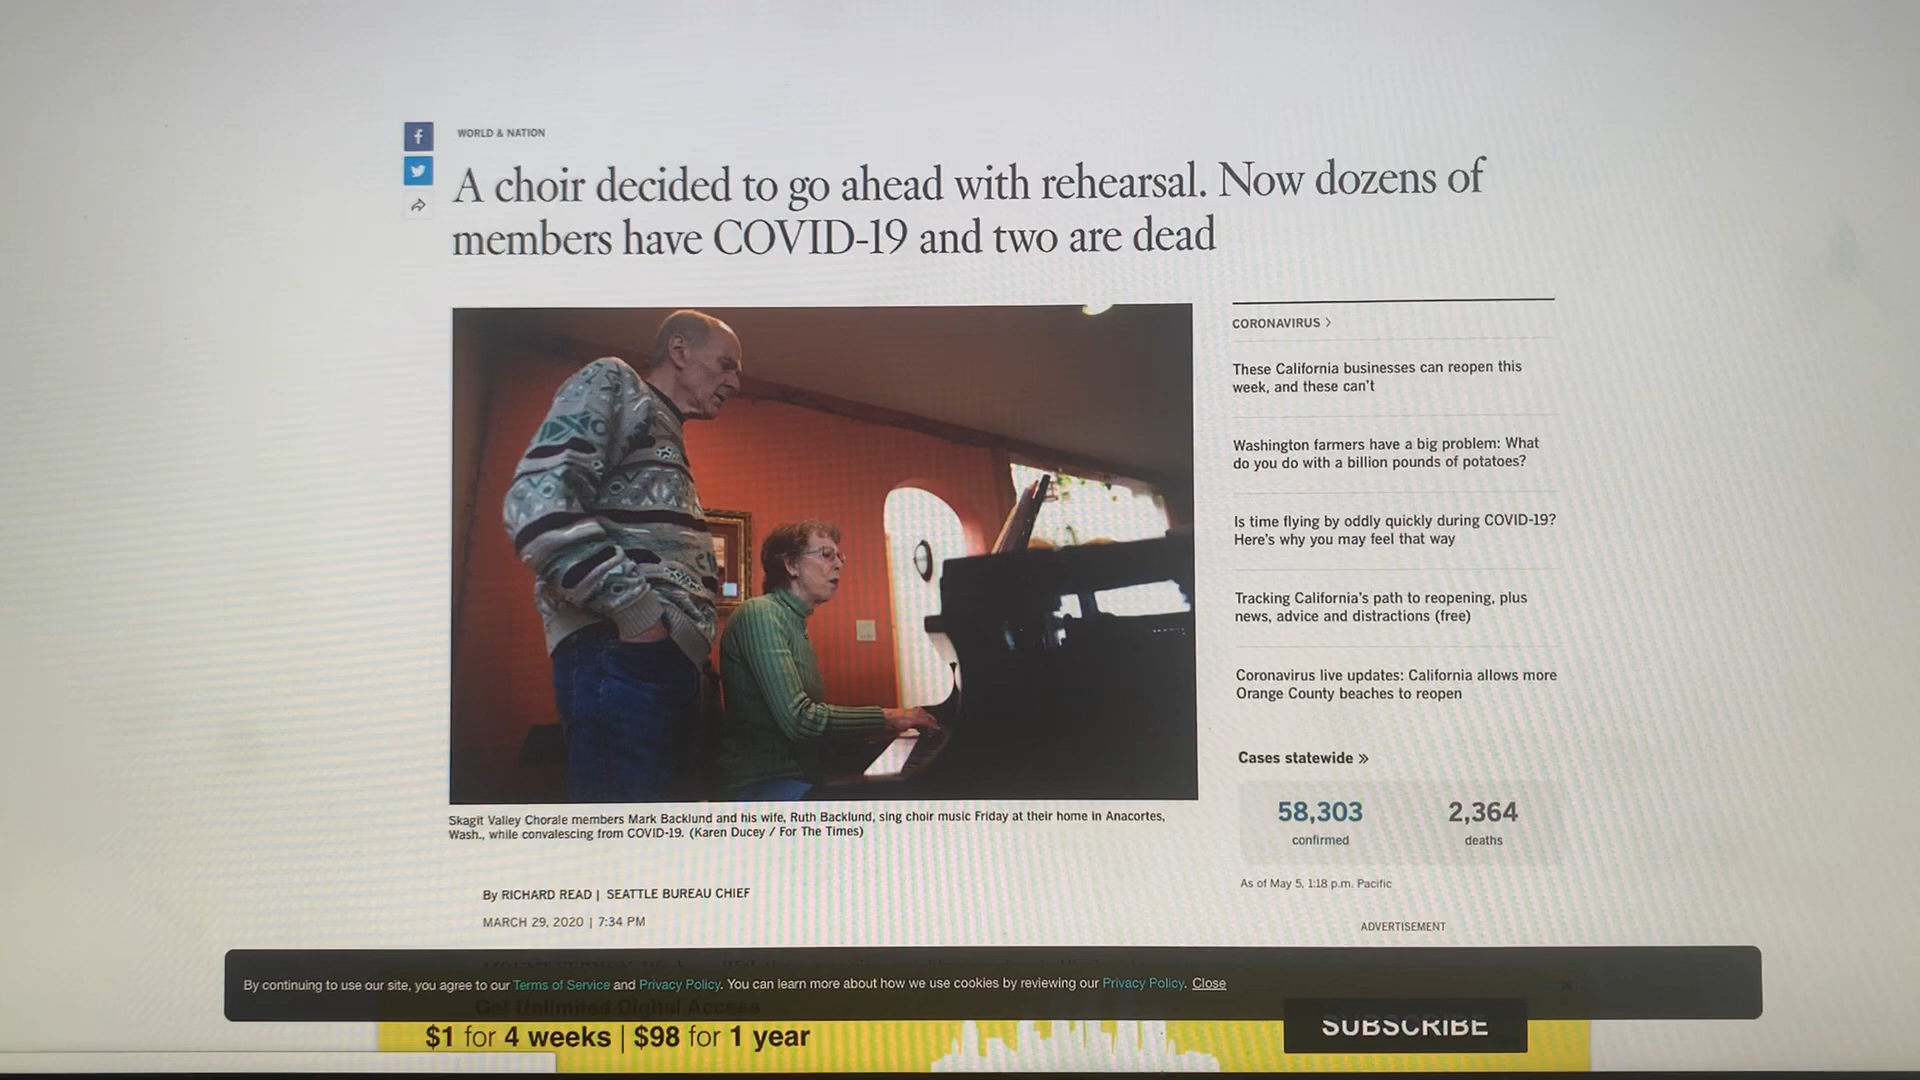 WORLD & NATION
A choir decided to go ahead with rehearsal. Now dozens of
members have COVID-19 and two are dead
CORONAVIRUS >
These California businesses can reopen this
week, and these can't
Washington farmers have a big problem: What
do you do with a billion pounds of potatoes?
Is time flying by oddly quickly during COVID-19?
Here's why you may feel that way
Tracking California's path to reopening, plus
news, advice and distractions (free)
Coronavirus live updates: California allows more
Orange County beaches to reopen
Cases statewide »
58,303 2,364
confirmed deaths
As of May 5, 1:18 p.m. Pacific
ADVERTISEMENT
Skagit Valley Chorale members Mark Backlund and his wife, Ruth Backlund, sing choir music Friday at their home in Anacortes,
Wash., while convalescing from COVID-19. (Karen Ducey / For The Times)
By RICHARD READ | SEATTLE BUREAU CHIEF
MARCH 29, 2020 | 7:34 PM
By continuing to use our site, you agree to our Terms of Service and Privacy Policy. You can learn more about how we use cookies by reviewing our Privacy Policy. Close
Get Unlimited Digital Access
$1 for 4 weeks | $98 for 1 year
SUBSCRIBE